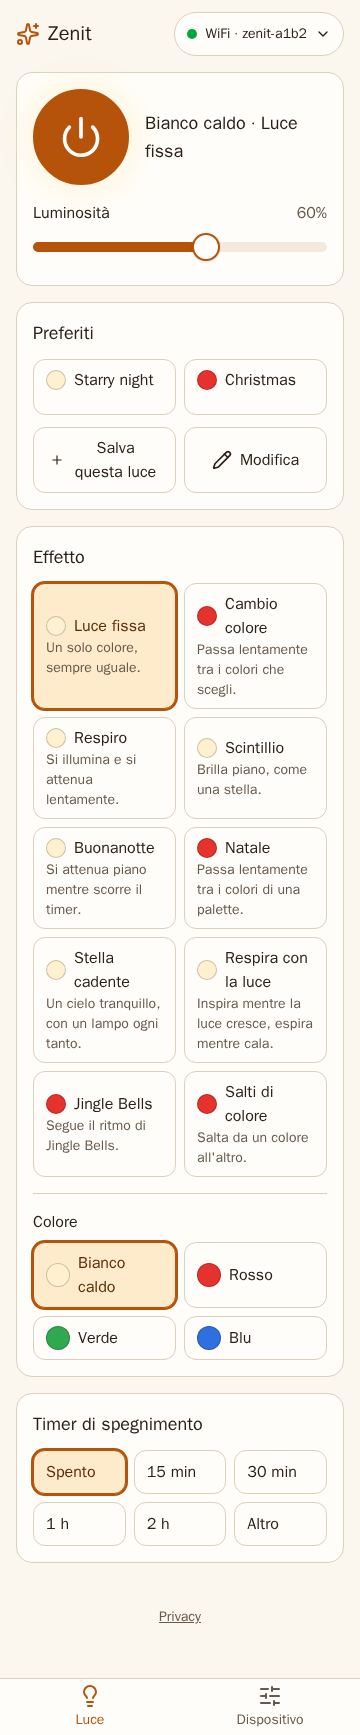 Zenit
WiFi · zenit-a1b2
Bianco caldo · Luce
fissa
Luminosità
60%
Preferiti
Starry night
Christmas
Salva
questa luce
Modifica
Effetto
Luce fissa
Un solo colore,
sempre uguale.
Cambio
colore
Passa lentamente
tra i colori che
scegli.
Respiro
Si illumina e si
attenua
lentamente.
Scintillio
Brilla piano, come
una stella.
Buonanotte
Si attenua piano
mentre scorre il
timer.
Natale
Passa lentamente
tra i colori di una
palette.
Stella
cadente
Un cielo tranquillo,
con un lampo ogni
tanto.
Respira con
la luce
Inspira mentre la
luce cresce, espira
mentre cala.
Jingle Bells
Segue il ritmo di
Jingle Bells.
Salti di
colore
Salta da un colore
all'altro.
Colore
Bianco
caldo
Rosso
Verde
Blu
Timer di spegnimento
Spento
15 min
30 min
1 h
2 h
Altro
Privacy
Luce
Dispositivo